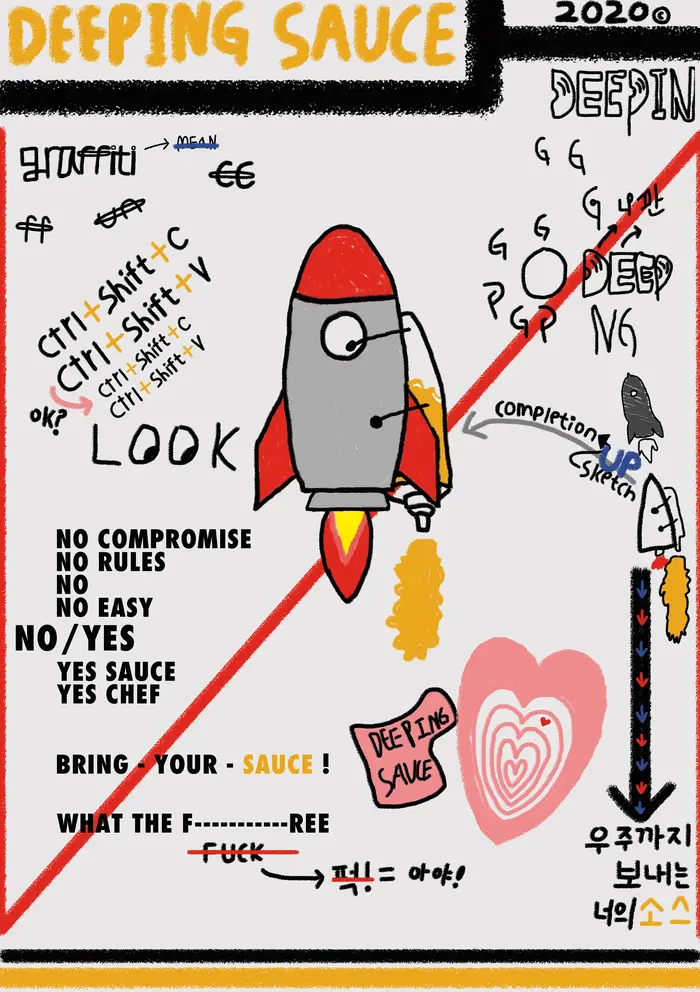 DEEPING SAUCE
2020©
DEEPIN
graffiti → MEAN
€€
G G
G 4판
G G
DEEP
P
G P
NG
Ctrl+Shift+C
Ctrl+Shift+V
Ctrl+Shift+C
Ctrl+Shift+V
OK?
LOOK
completion
UP
sketch
NO COMPROMISE
NO RULES
NO
NO EASY
NO/YES
YES SAUCE
YES CHEF
DEEPING
SAUCE
BRING - YOUR - SAUCE !
WHAT THE F-----------REE
FUCK
퍽! = 아야!
우주까지
보내는
너의 소스